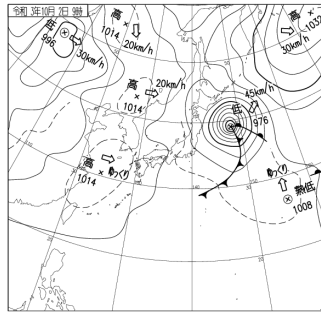 令和 3年10月 2日 9時
低
996
30km/h
高
1014
20km/h
高
1032
30km/h
高
1014
20km/h
45km/h
低
976
高
ゆっくり
1014
ゆっくり
熱低
1008
140